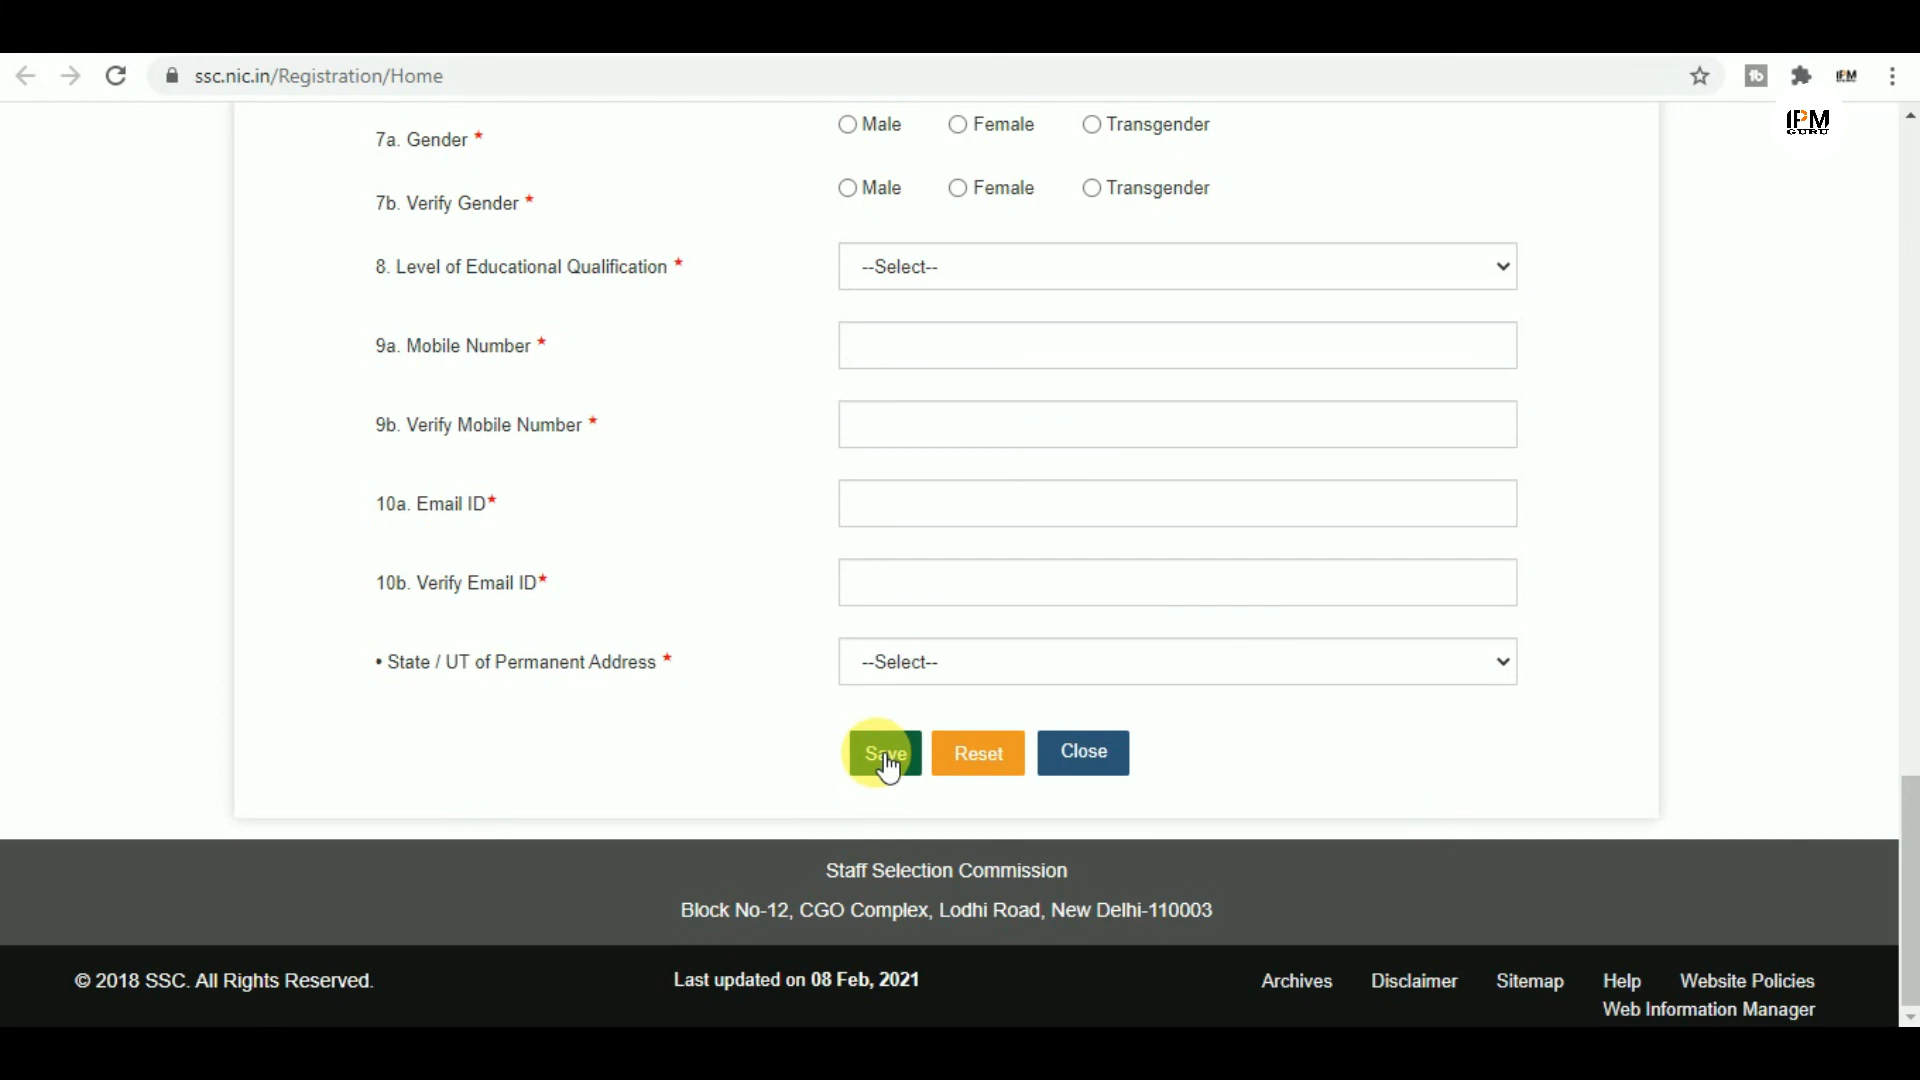 ssc.nic.in/Registration/Home
IPM
IPM
GURU
7a. Gender *
Male Female Transgender
7b. Verify Gender *
Male Female Transgender
8. Level of Educational Qualification *
--Select--
9a. Mobile Number *
9b. Verify Mobile Number *
10a. Email ID*
10b. Verify Email ID*
• State / UT of Permanent Address *
--Select--
Save Reset Close
Staff Selection Commission
Block No-12, CGO Complex, Lodhi Road, New Delhi-110003
© 2018 SSC. All Rights Reserved.
Last updated on 08 Feb, 2021
Archives Disclaimer Sitemap Help Website Policies
Web Information Manager